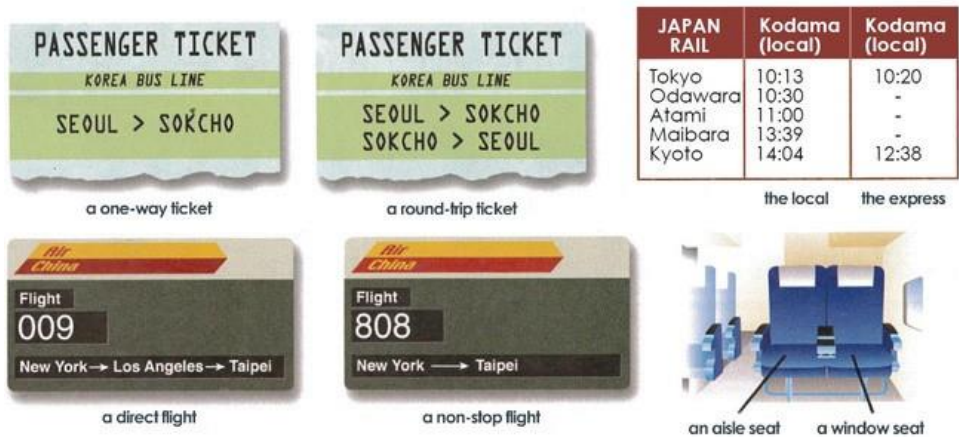 PASSENGER TICKET
KOREA BUS LINE
SEOUL > SOKCHO
a one-way ticket
PASSENGER TICKET
KOREA BUS LINE
SEOUL > SOKCHO
SOKCHO > SEOUL
a round-trip ticket
JAPAN RAIL Kodama (local) Kodama (local)
Tokyo 10:13 10:20
Odawara 10:30 -
Atami 11:00 -
Maibara 13:39 -
Kyoto 14:04 12:38
the local the express
Air
China
Flight
009
New York → Los Angeles → Taipei
a direct flight
Air
China
Flight
808
New York → Taipei
a non-stop flight
an aisle seat a window seat